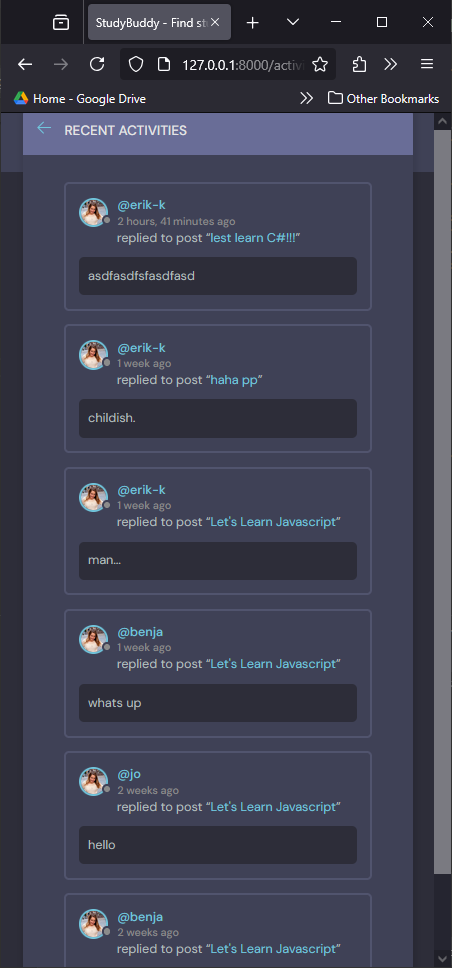 StudyBuddy - Find st
127.0.0.1:8000/activi
Home - Google Drive
Other Bookmarks
RECENT ACTIVITIES
@erik-k
2 hours, 41 minutes ago
replied to post “lest learn C#!!!”
asdfasdfsfasdfasd
@erik-k
1 week ago
replied to post “haha pp”
childish.
@erik-k
1 week ago
replied to post “Let's Learn Javascript”
man...
@benja
1 week ago
replied to post “Let's Learn Javascript”
whats up
@jo
2 weeks ago
replied to post “Let's Learn Javascript”
hello
@benja
2 weeks ago
replied to post “Let's Learn Javascript”